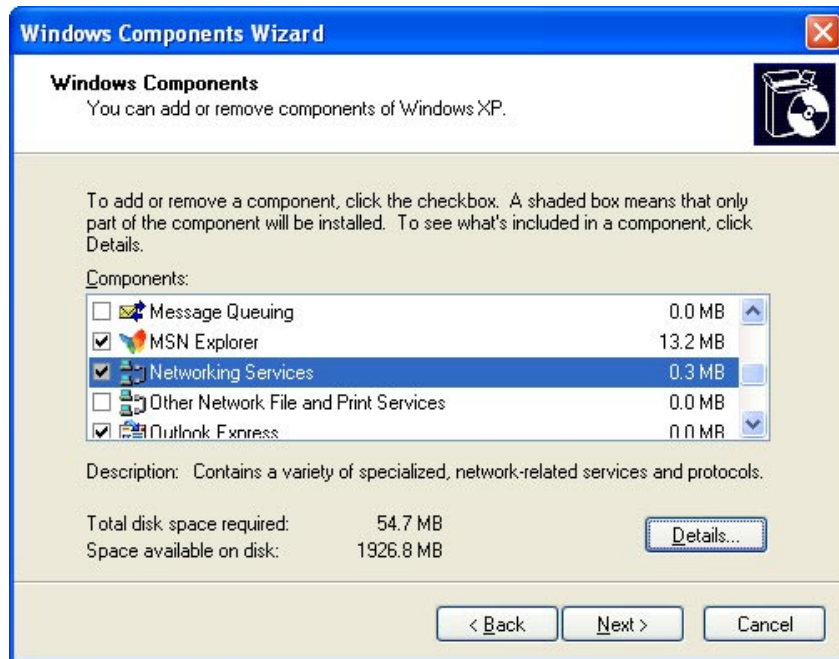 Windows Components Wizard
Windows Components
You can add or remove components of Windows XP.
To add or remove a component, click the checkbox. A shaded box means that only
part of the component will be installed. To see what's included in a component, click
Details.
Components:
Message Queuing 0.0 MB
MSN Explorer 13.2 MB
Networking Services 0.3 MB
Other Network File and Print Services 0.0 MB
Outlook Express 0.0 MB
Description: Contains a variety of specialized, network-related services and protocols.
Total disk space required: 54.7 MB
Space available on disk: 1926.8 MB
Details...
< Back Next > Cancel